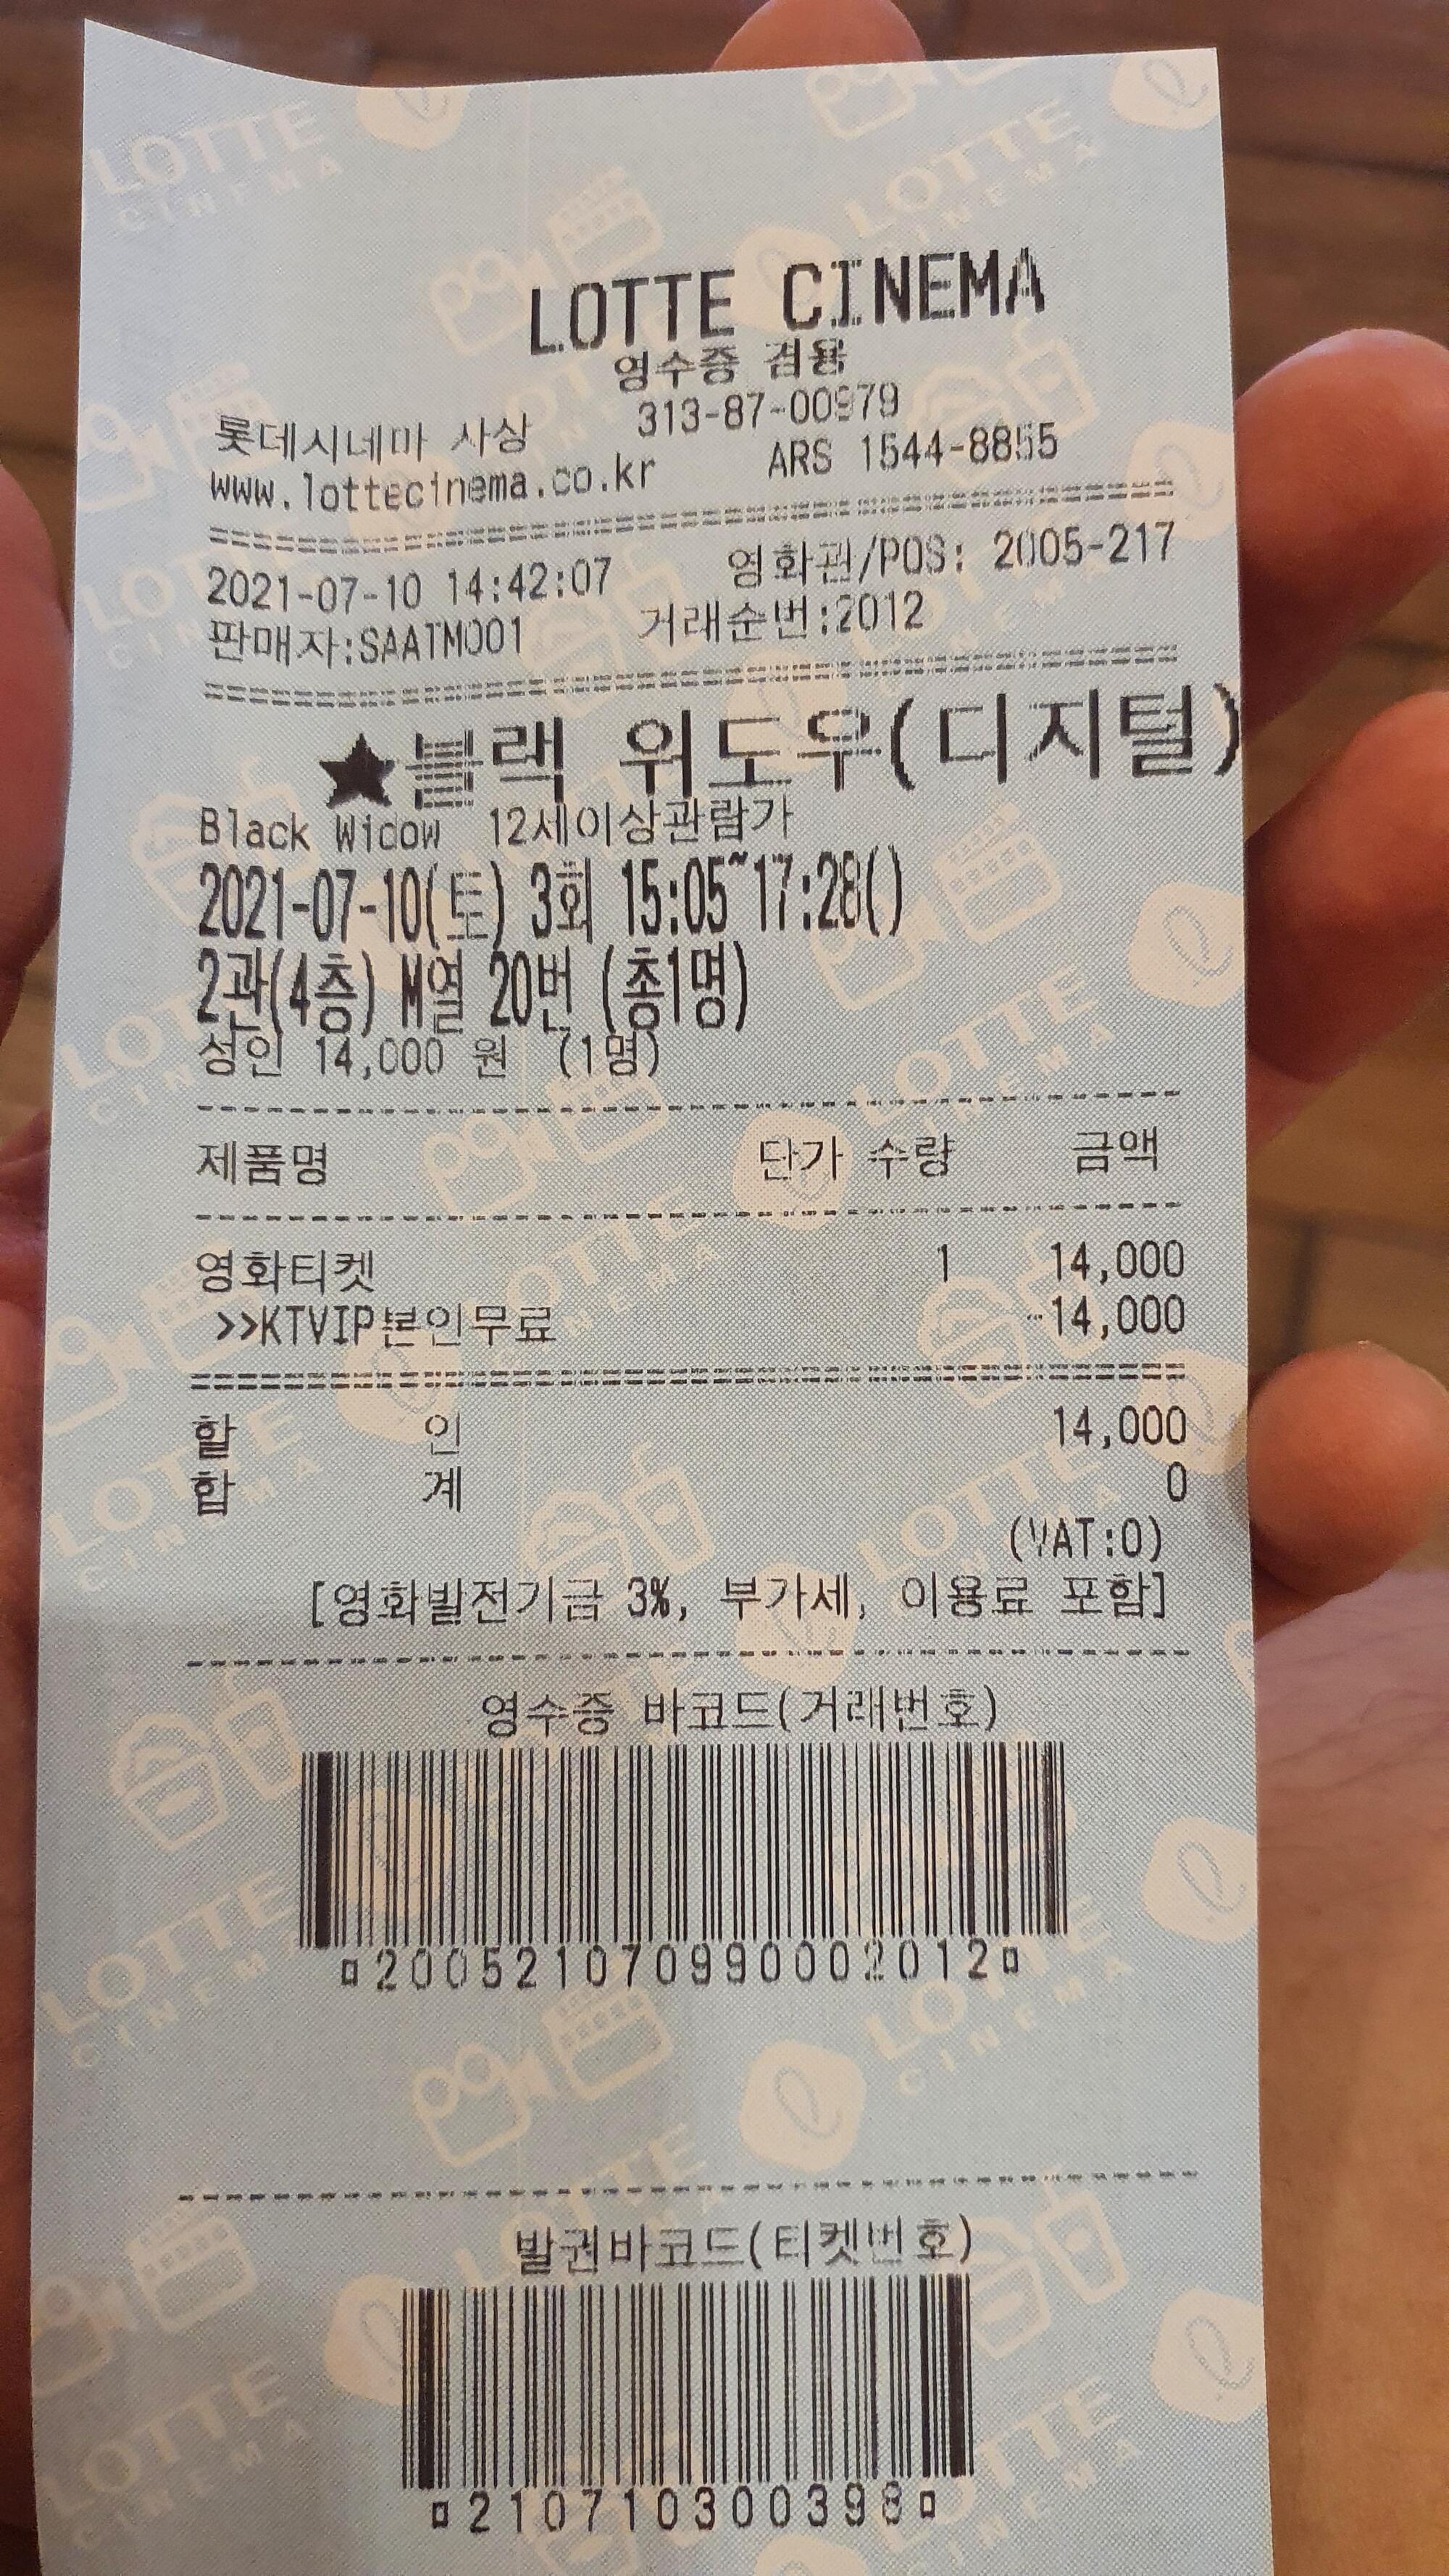 LOTTE CINEMA
영수증 겸용
롯데시네마 사상 313-87-00979
www.lottecinema.co.kr ARS 1544-8855
2021-07-10 14:42:07 영화관/POS: 2005-217
판매자:SAATM001 거래순번:2012
★블랙 위도우(디지털)
Black Widow 12세이상관람가
2021-07-10(토) 3회 15:05~17:28()
2관(4층) M열 20번 (총1명)
성인 14,000 원 (1명)
제품명 단가 수량 금액
영화티켓 1 14,000
>>KTVIP본인무료 -14,000
할 인 14,000
합 계 0
(VAT:0)
[영화발전기금 3%, 부가세, 이용료 포함]
영수증 바코드(거래번호)
¤2005210709900020​12¤
발권바코드(티켓번호)
¤210710300398¤